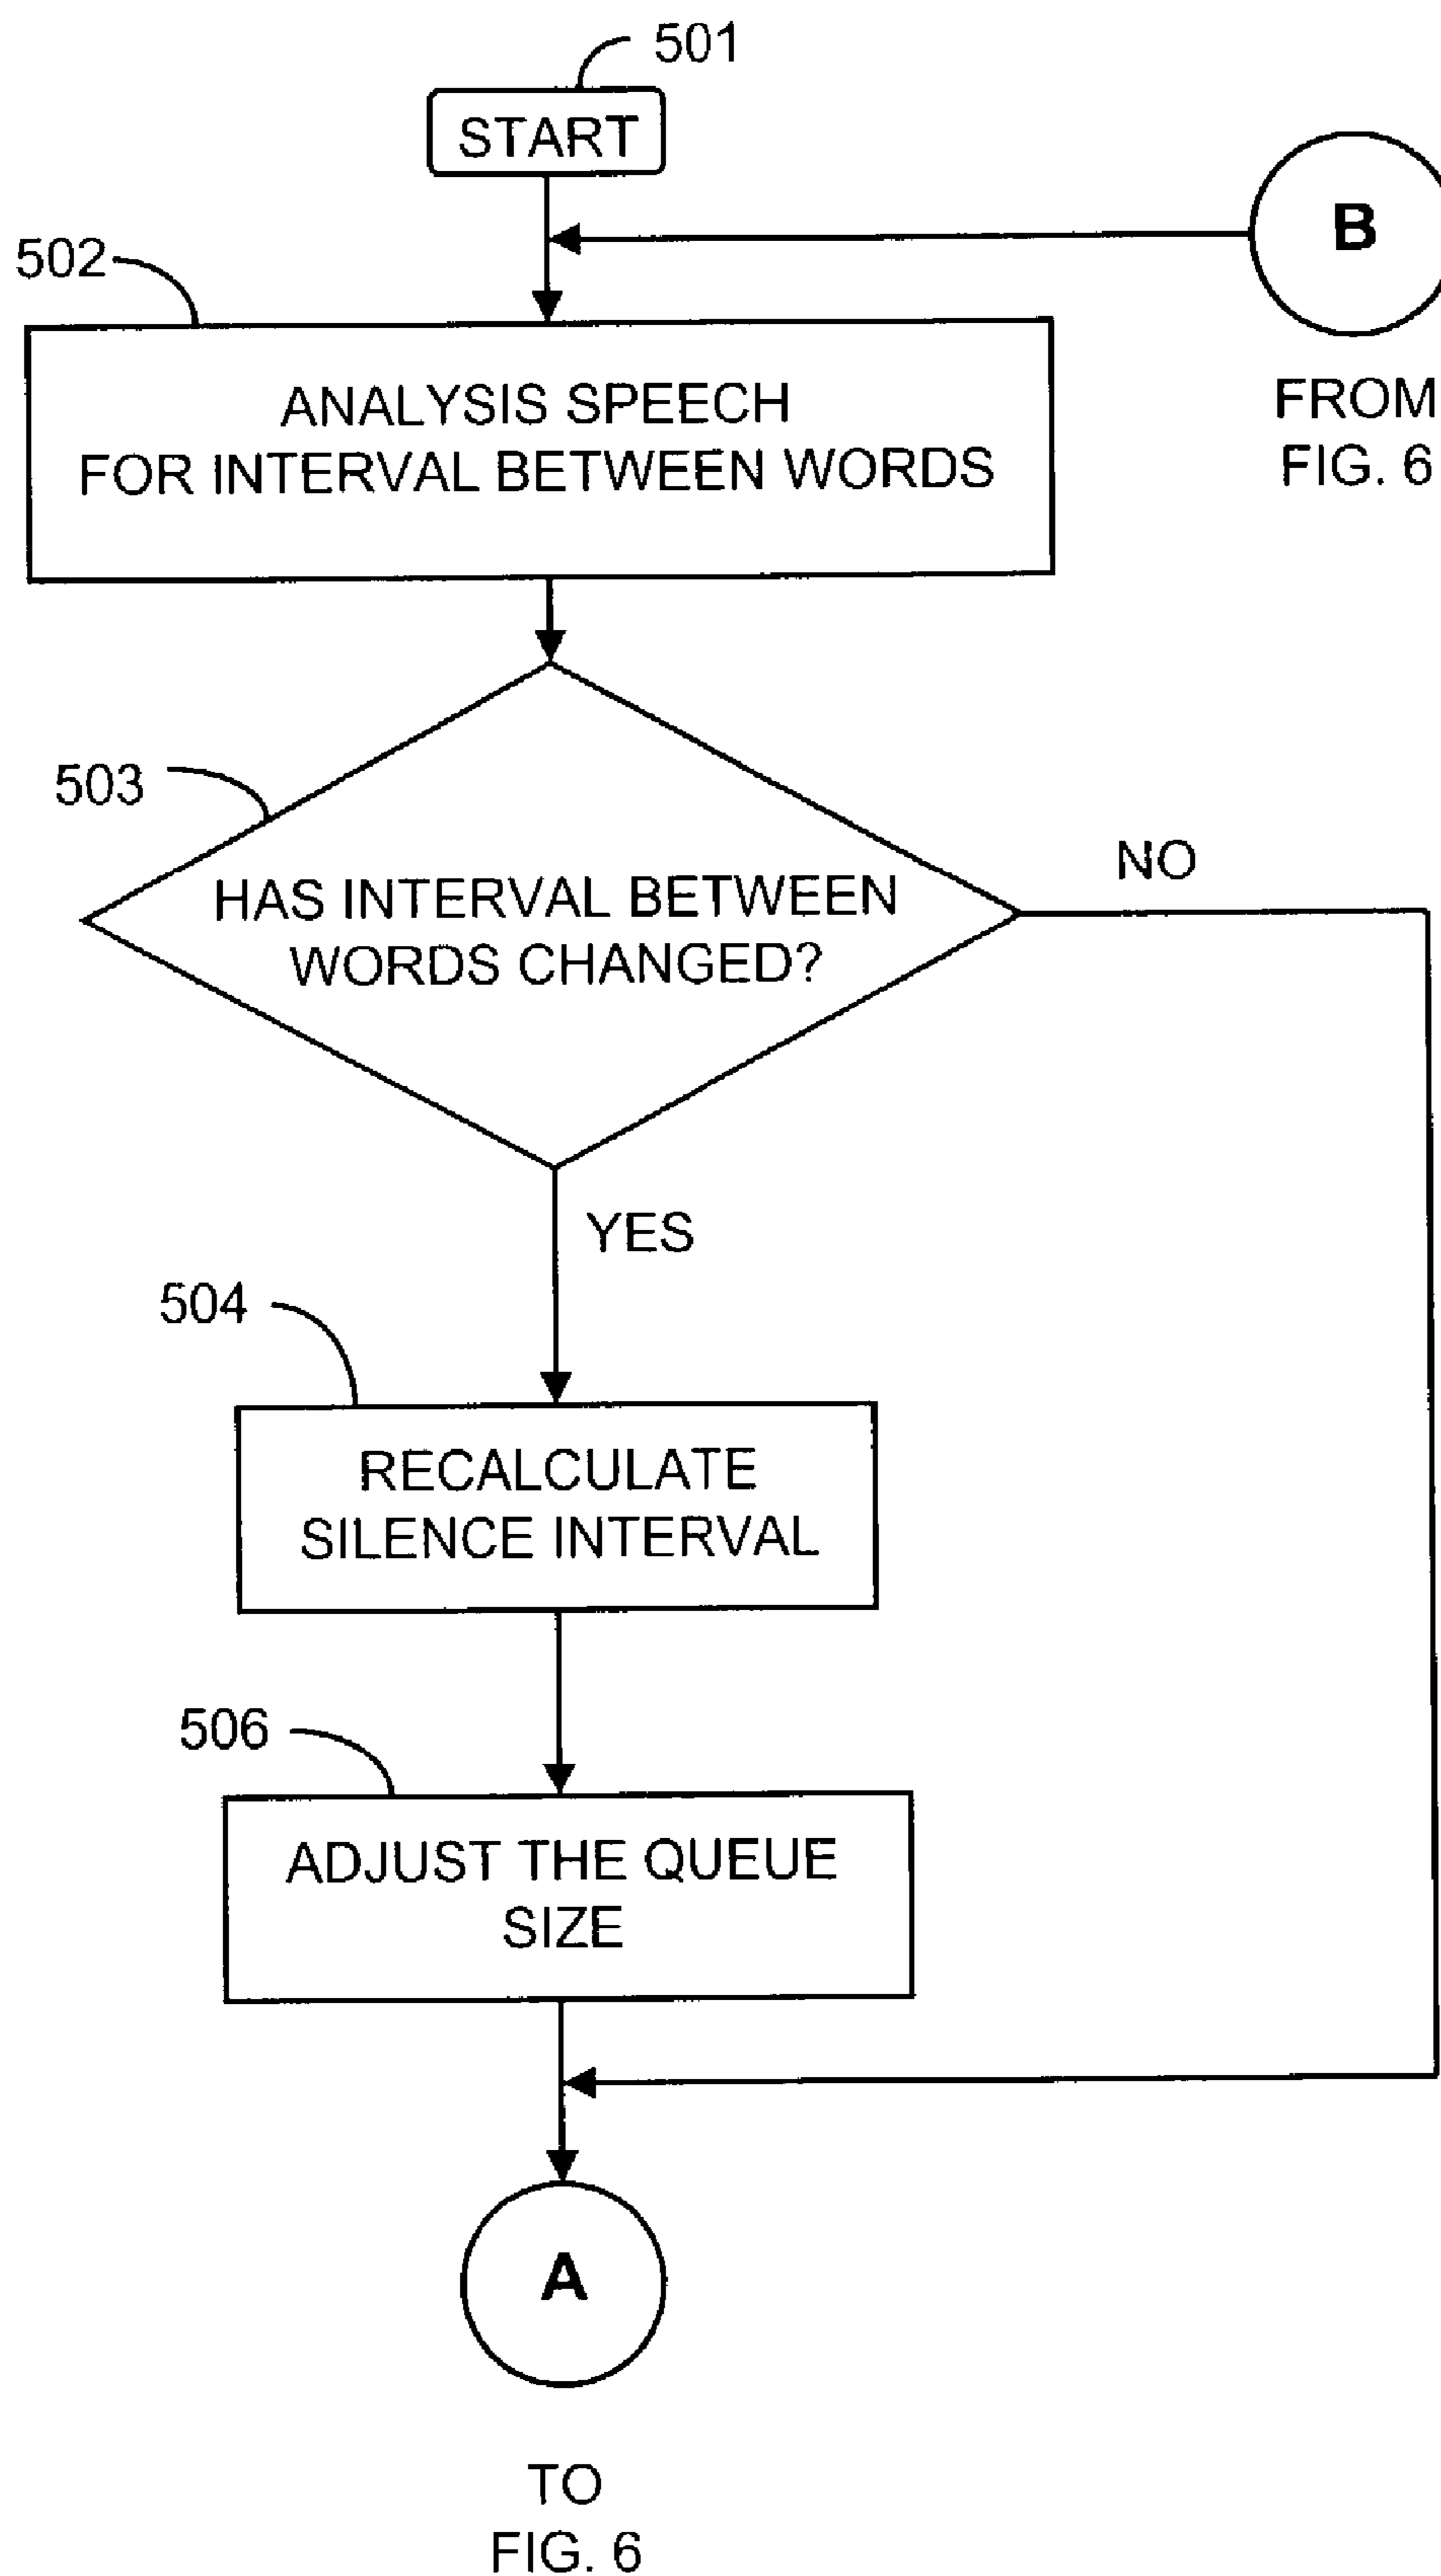 501
START
B
502
FROM
FIG. 6
ANALYSIS SPEECH
FOR INTERVAL BETWEEN WORDS
503
NO
HAS INTERVAL BETWEEN
WORDS CHANGED?
YES
504
RECALCULATE
SILENCE INTERVAL
506
ADJUST THE QUEUE
SIZE
A
TO
FIG. 6